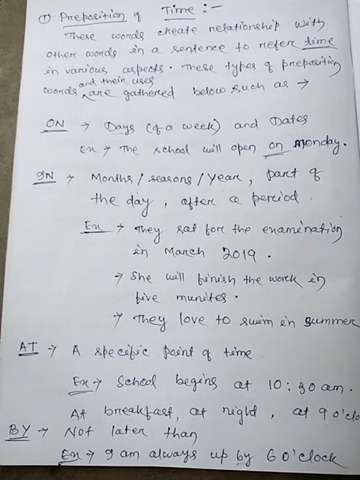 ① Preposition of Time :-
These words create relationship with
other words in a sentence to refer time
in various aspects. These types of preposition
and their uses
words are gathered below such as →
ON → Days (of a week) and Dates
Ex → The school will open on Monday.
IN → Months / seasons / Year, part of
the day, after a period.
Ex → They sat for the examination
in March 2019.
→ She will finish the work in
five munites.
→ They love to swim in summer
AT → A specific point of time
Ex → School begins at 10:30 am.
At breakfast, at night, at 9 o'clo
BY → Not later than
Ex → I am always up by 6 o'clock